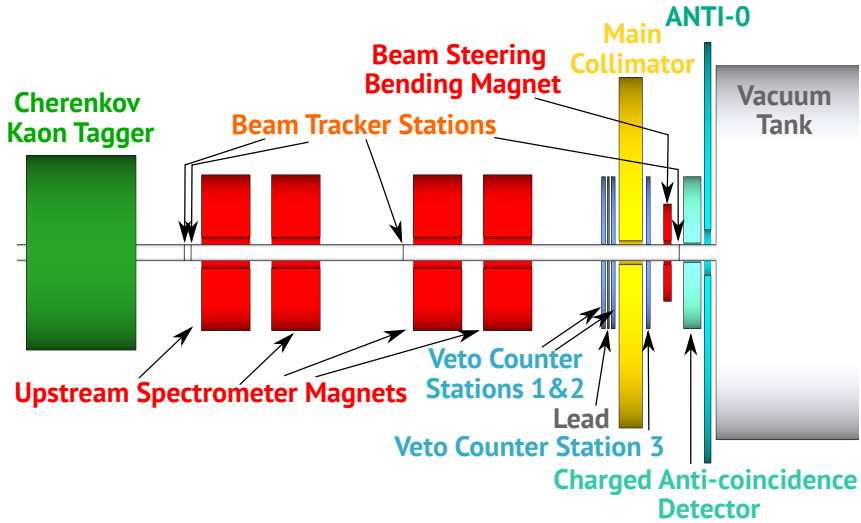 ANTI-0
Main
Collimator
Beam Steering
Bending Magnet
Vacuum
Tank
Cherenkov
Kaon Tagger
Beam Tracker Stations
Veto Counter
Stations 1&2
Upstream Spectrometer Magnets
Lead
Veto Counter Station 3
Charged Anti-coincidence
Detector